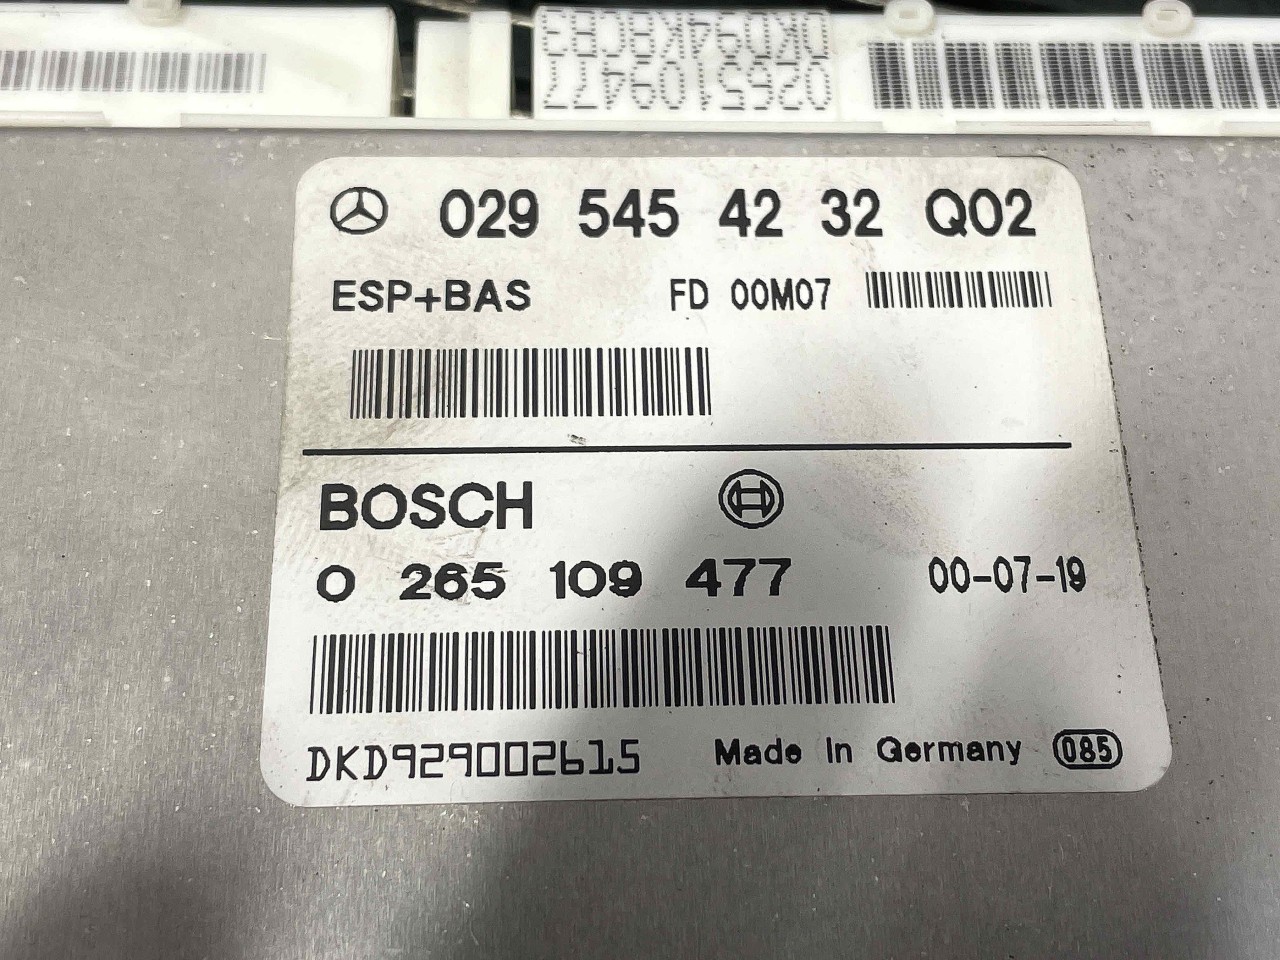 DKD94K8CB3
0265109477
029 545 42 32 Q02
ESP+BAS FD 00M07
BOSCH
0 265 109 477 00-07-19
DKD929002615 Made In Germany 085